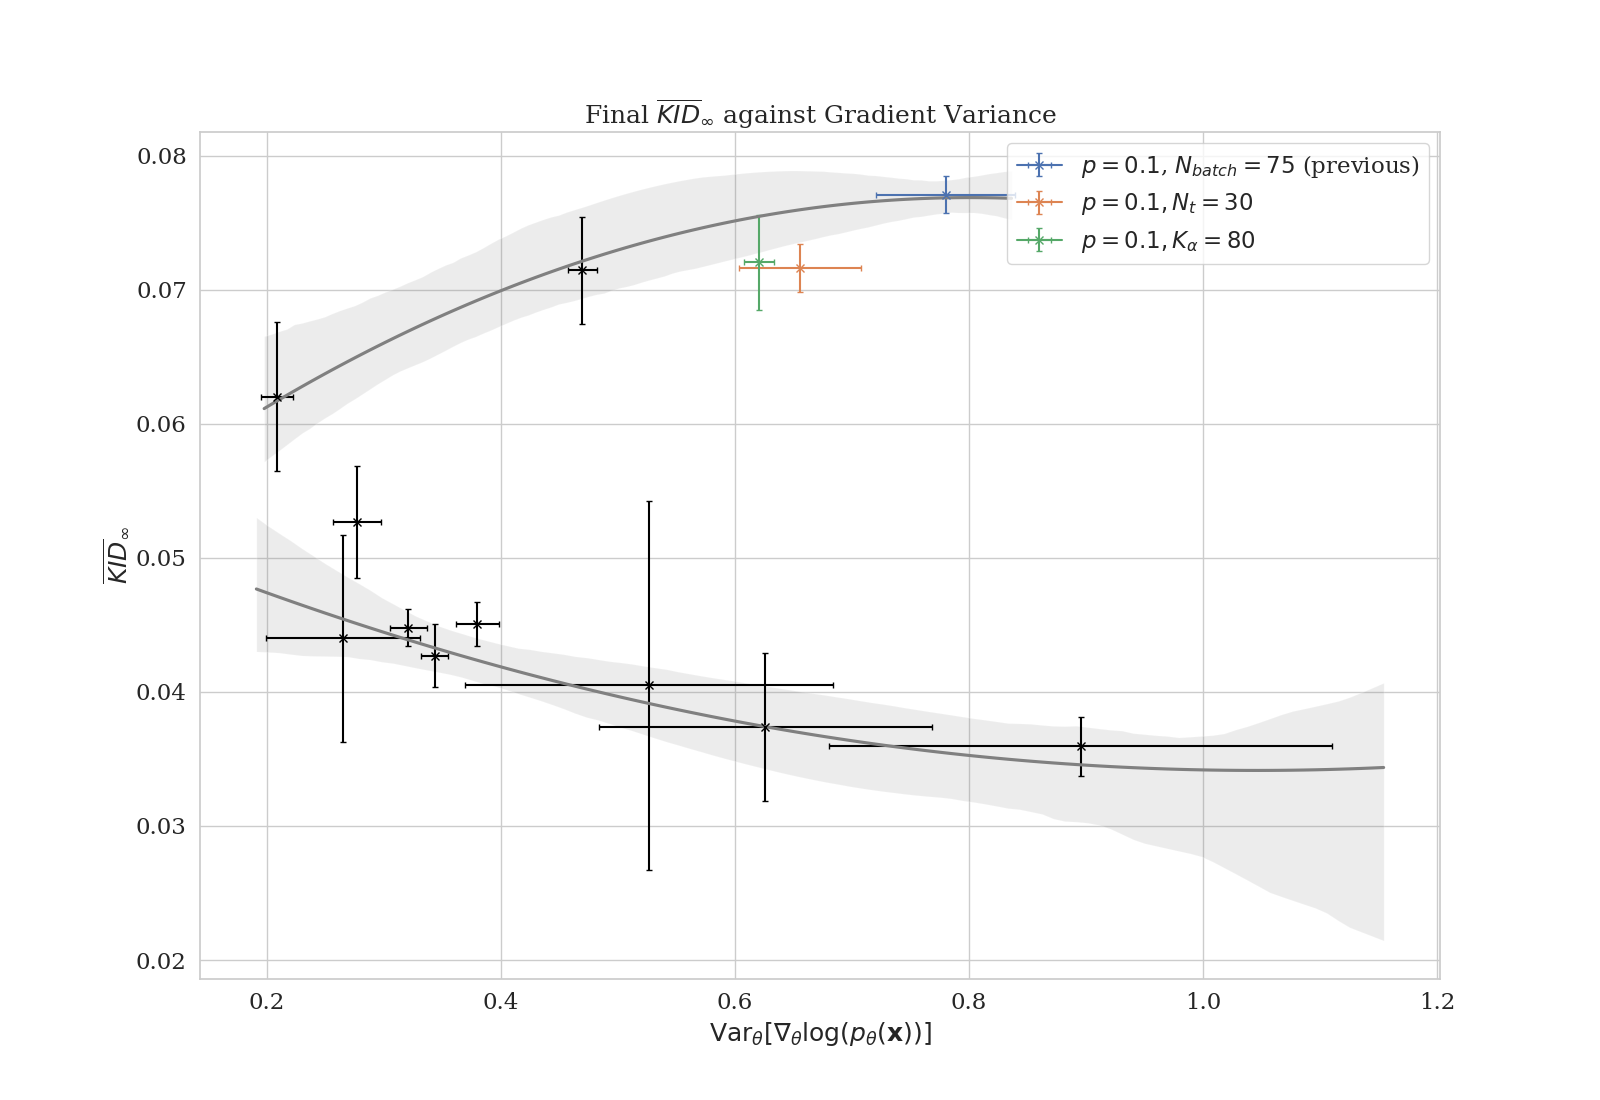 Final $\overline{KID}_\infty$ against Gradient Variance
$p = 0.1$, $N_{batch} = 75$ (previous)
$p = 0.1, N_t = 30$
$p = 0.1, K_\alpha = 80$
0.08
0.07
0.06
0.05
0.04
0.03
0.02
$\overline{KID}_\infty$
0.2 0.4 0.6 0.8 1.0 1.2
$\mathrm{Var}_\theta[\nabla_\theta \log(p_\theta(\mathbf{x}))]$